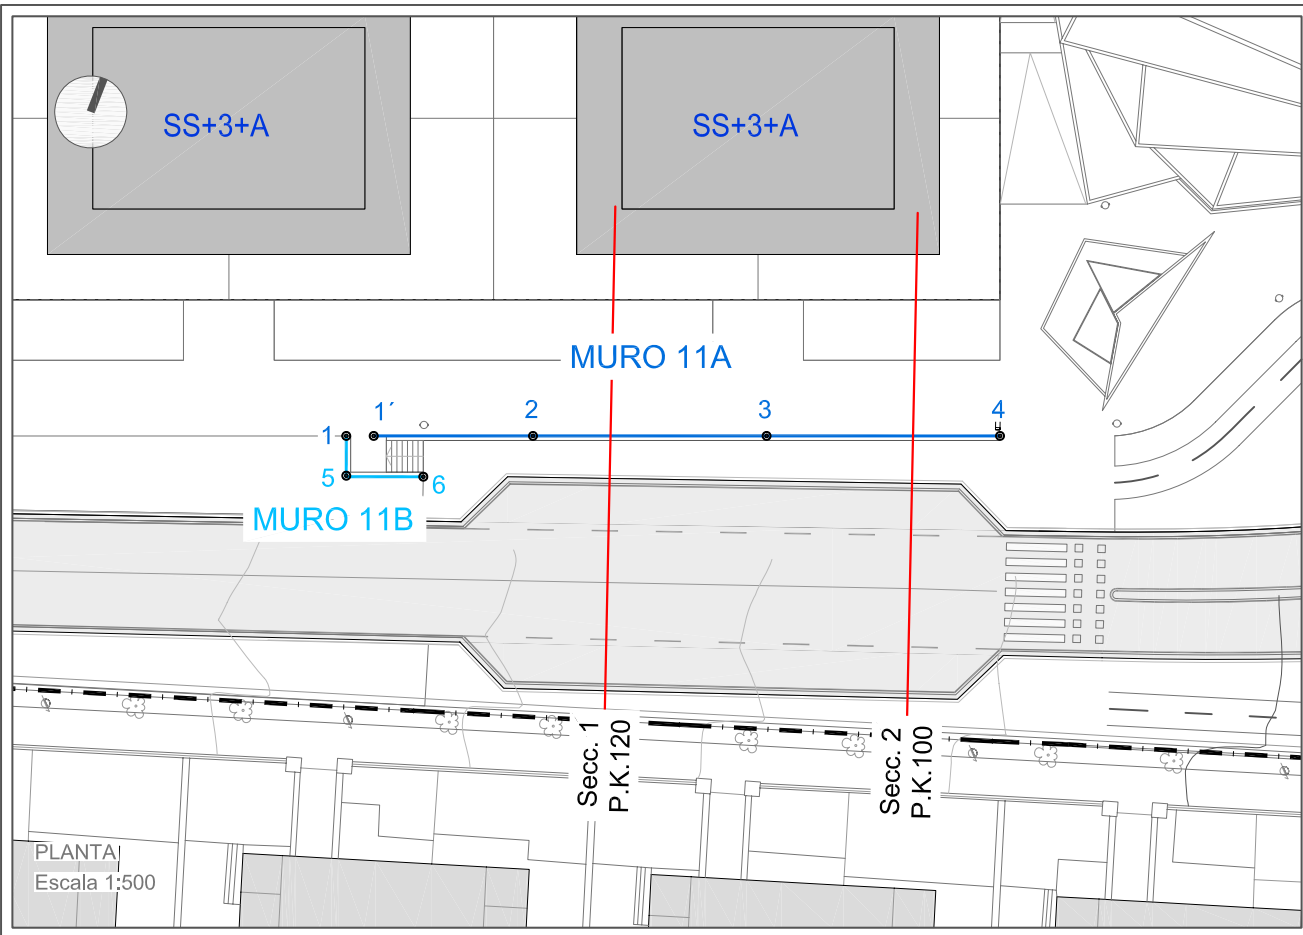 SS+3+A
SS+3+A
MURO 11A
1
1´
2
3
4
5
6
MURO 11B
Secc. 1
P.K.120
Secc. 2
P.K.100
PLANTA
Escala 1:500